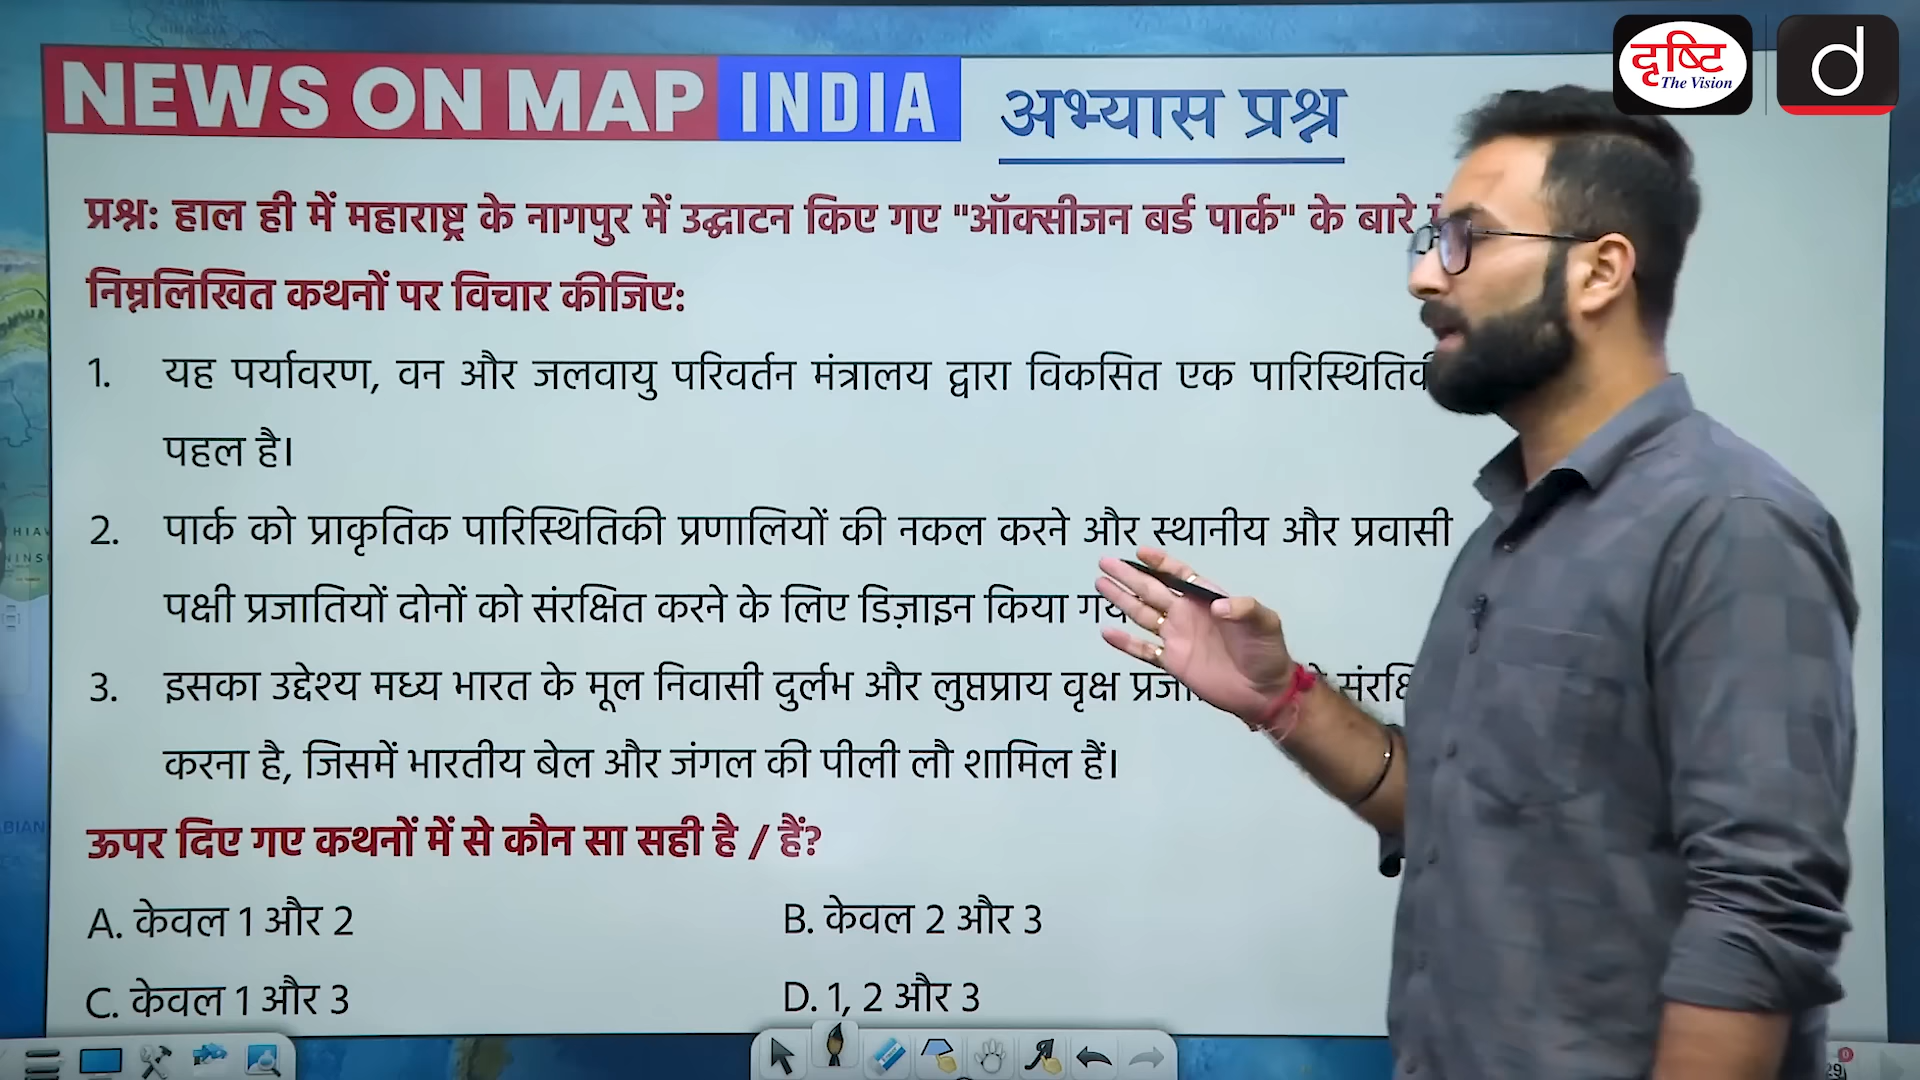 दृष्टि
The Vision
d
NEWS ON MAP INDIA
अभ्यास प्रश्न
प्रश्न: हाल ही में महाराष्ट्र के नागपुर में उद्घाटन किए गए "ऑक्सीजन बर्ड पार्क" के बारे
निम्नलिखित कथनों पर विचार कीजिए:
1. यह पर्यावरण, वन और जलवायु परिवर्तन मंत्रालय द्वारा विकसित एक
पहल है।
2. पार्क को प्राकृतिक पारिस्थितिकी प्रणालियों की नकल करने और स्थानीय और प्रवासी
पक्षी प्रजातियों दोनों को संरक्षित करने के लिए डिज़ाइन किया
3. इसका उद्देश्य मध्य भारत के मूल निवासी दुर्लभ और लुप्तप्राय वृक्ष
करना है, जिसमें भारतीय बेल और जंगल की पीली लौ शामिल हैं।
ऊपर दिए गए कथनों में से कौन सा सही है / हैं?
A. केवल 1 और 2
B. केवल 2 और 3
C. केवल 1 और 3
D. 1, 2 और 3